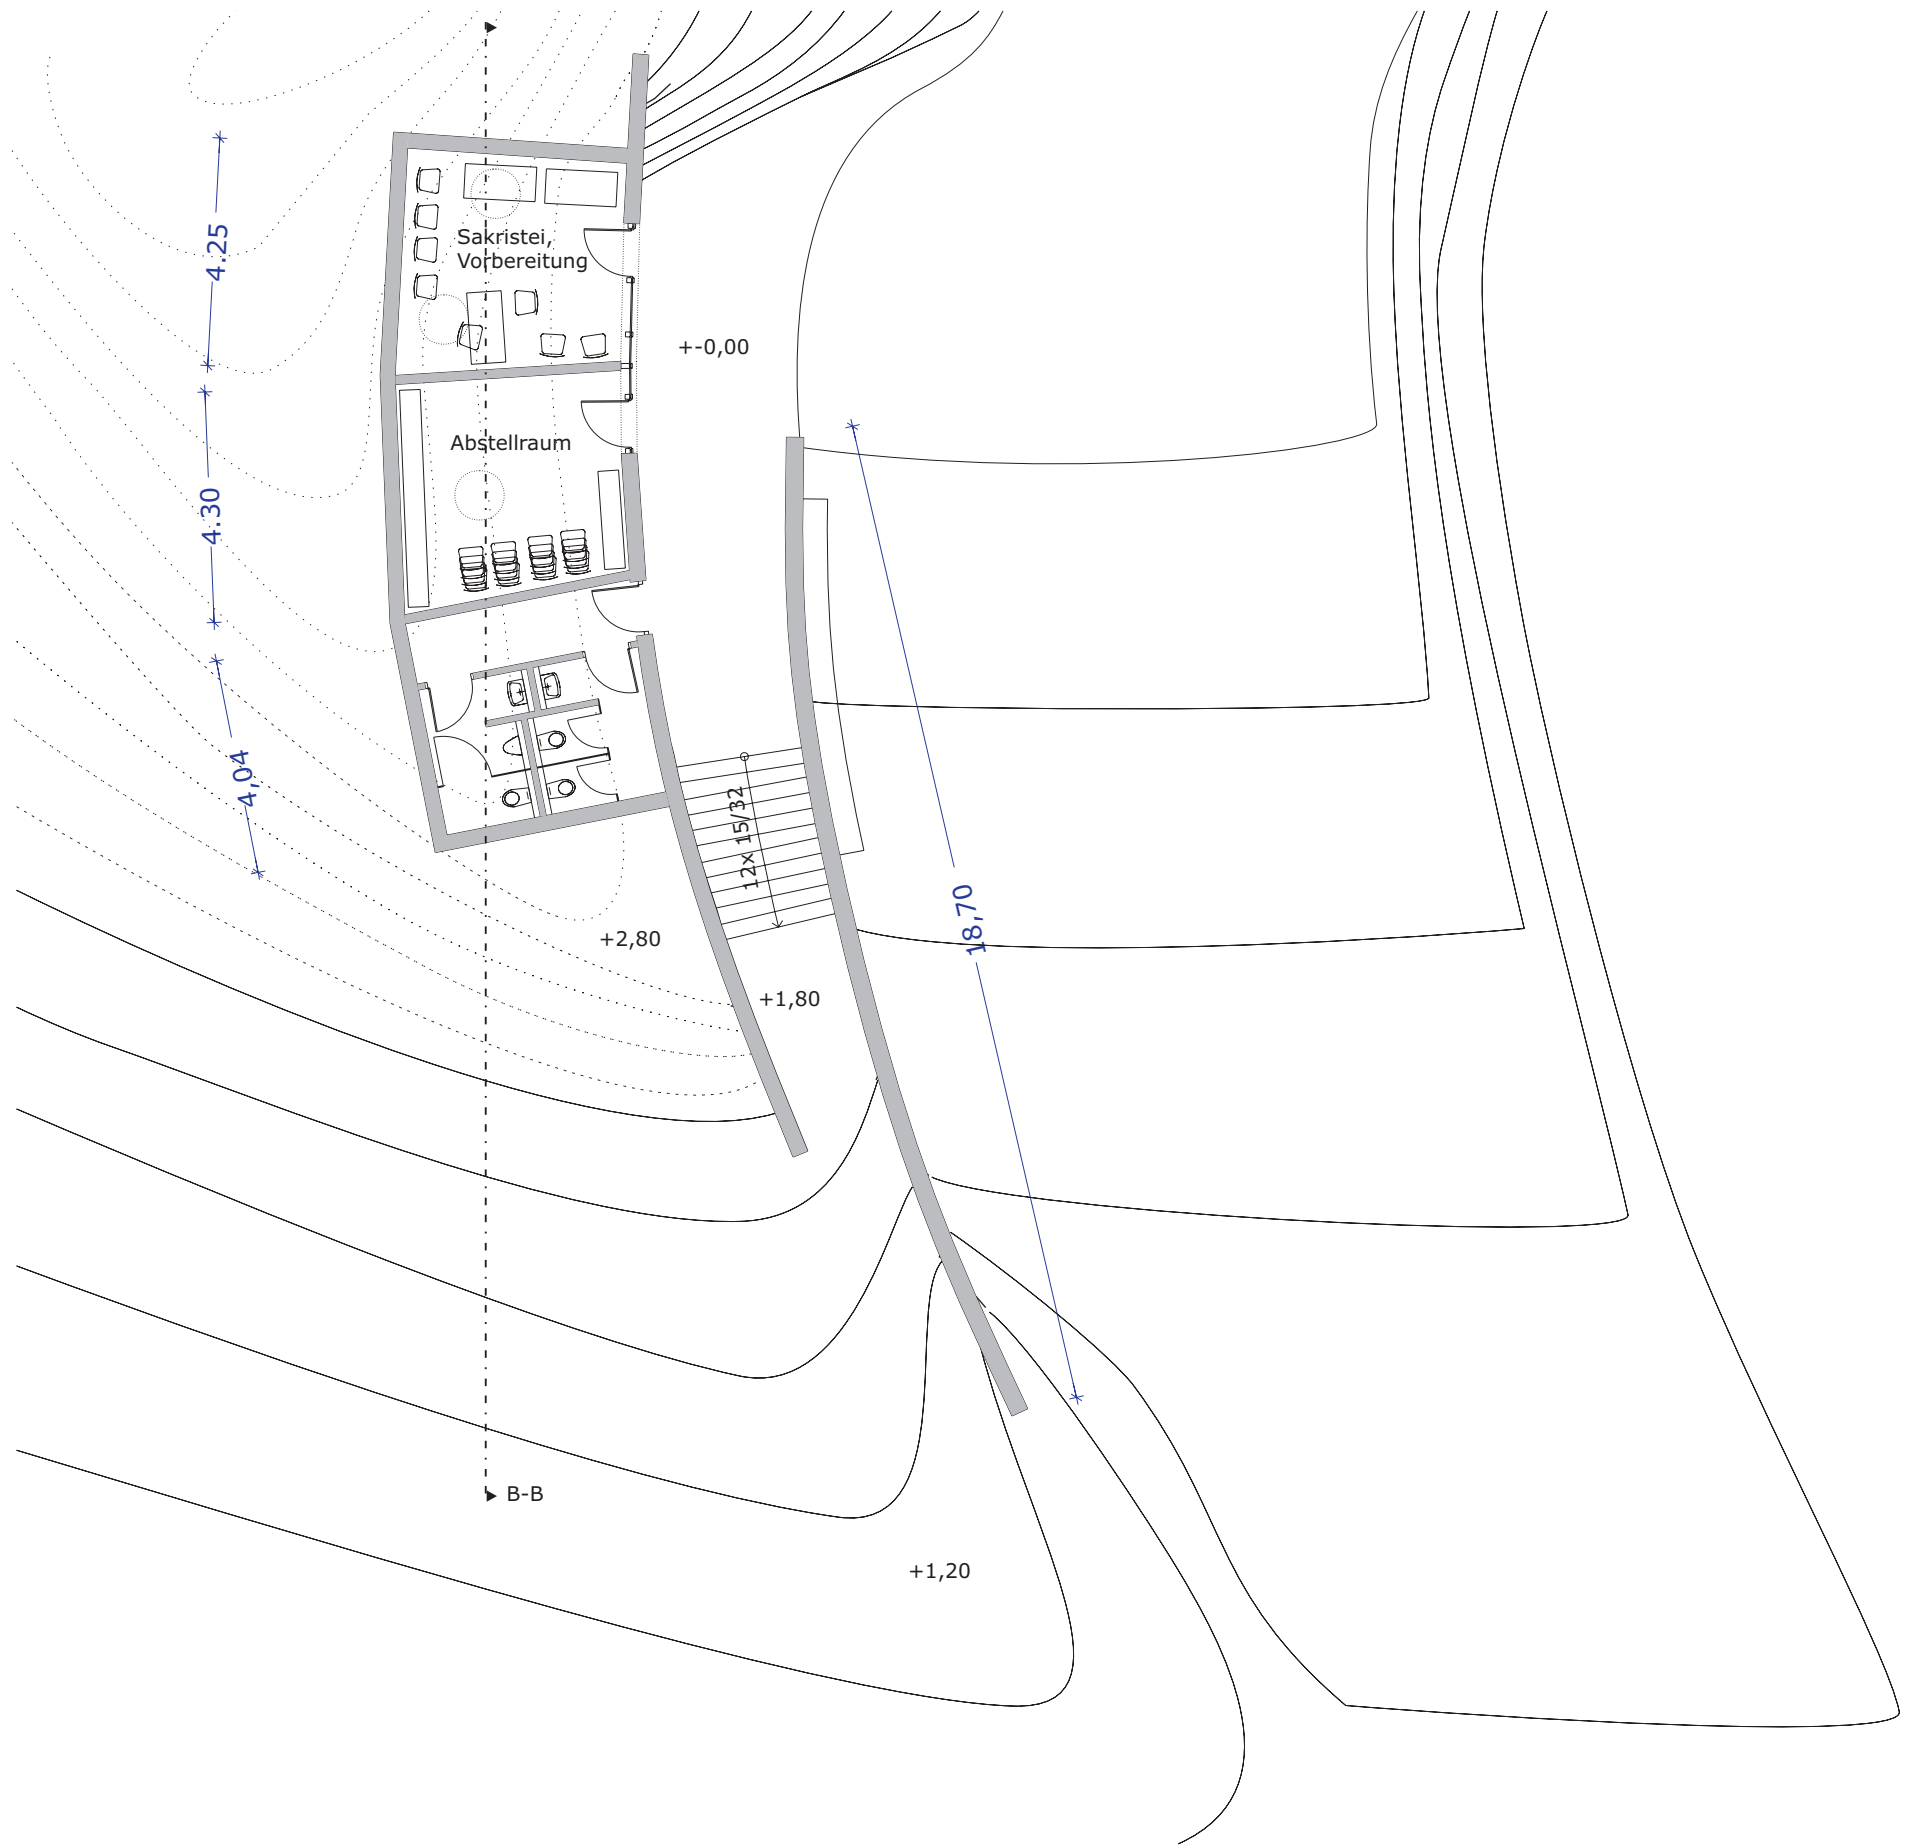 4.25
Sakristei,
Vorbereitung
+-0,00
Abstellraum
4.30
4,04
12x 15/32
18,70
+2,80
+1,80
B-B
+1,20